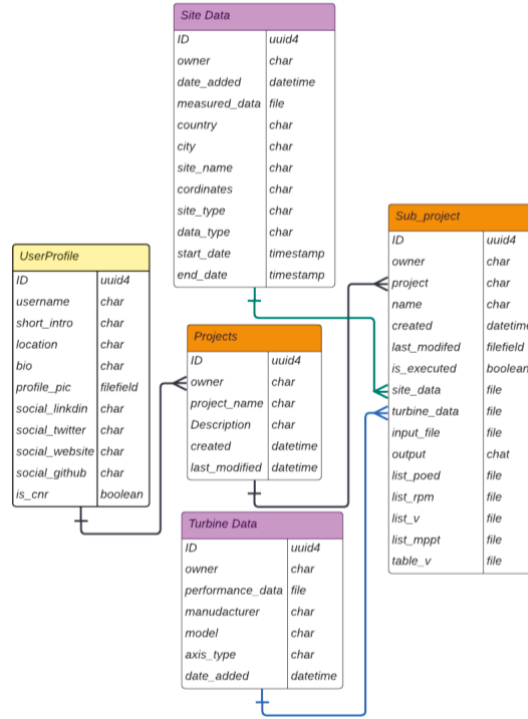 Site Data
ID uuid4
owner char
date_added datetime
measured_data file
country char
city char
site_name char
cordinates char
site_type char
data_type char
start_date timestamp
end_date timestamp
UserProfile
ID uuid4
username char
short_intro char
location char
bio char
profile_pic filefield
social_linkdin char
social_twitter char
social_website char
social_github char
is_cnr boolean
Projects
ID uuid4
owner char
project_name char
Description char
created datetime
last_modified datetime
Turbine Data
ID uuid4
owner char
performance_data file
manudacturer char
model char
axis_type char
date_added datetime
Sub_project
ID uuid4
owner char
project char
name char
created datetime
last_modifed filefield
is_executed boolean
site_data file
turbine_data file
input_file file
output chat
list_poed file
list_rpm file
list_v file
list_mppt file
table_v file